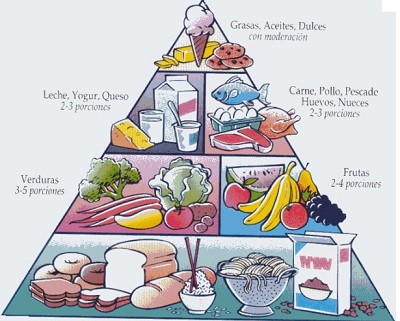 Grasas, Aceites, Dulces
con moderación
Leche, Yogur, Queso
2-3 porciones
Carne, Pollo, Pescade
Huevos, Nueces
2-3 porciones
Verduras
3-5 porciones
Frutas
2-4 porciones